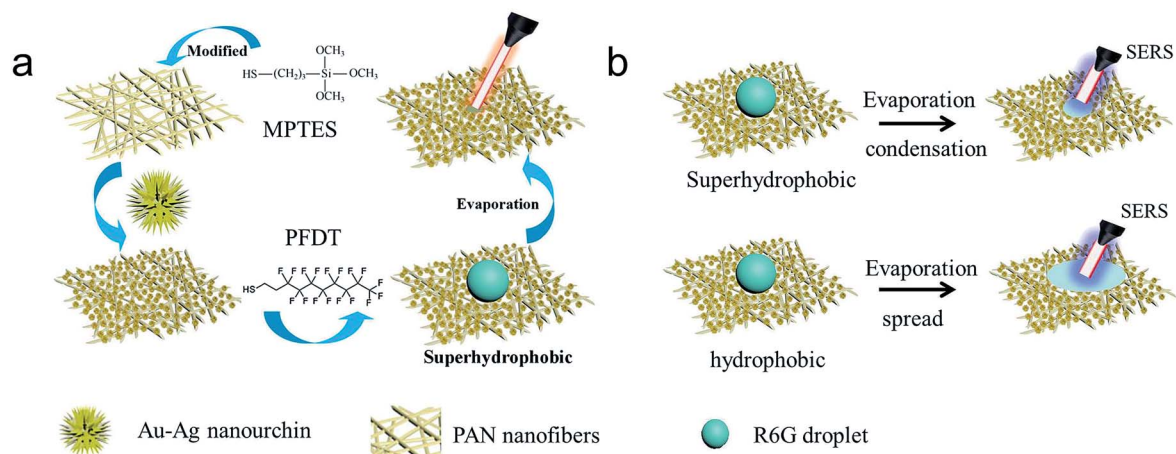 a
Modified
HS—(CH2)3—Si—OCH3
OCH3
OCH3
MPTES
PFDT
HS
F F F F F F F F
F F F F F F F F
F
Evaporation
Superhydrophobic
b
Superhydrophobic
Evaporation
condensation
SERS
hydrophobic
Evaporation
spread
SERS
Au-Ag nanourchin
PAN nanofibers
R6G droplet